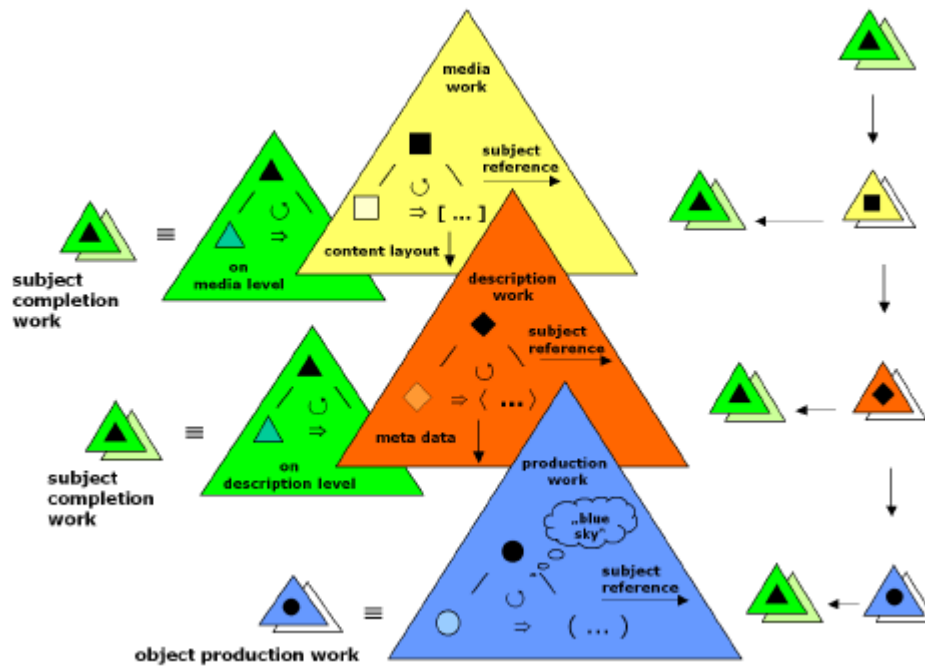 media
work
subject
reference
[ ... ]
content layout
≡
on
media level
subject
completion
work
description
work
subject
reference
⟨ ... ⟩
meta data
≡
on
description level
subject
completion
work
production
work
„blue
sky“
subject
reference
( ... )
≡
object production work